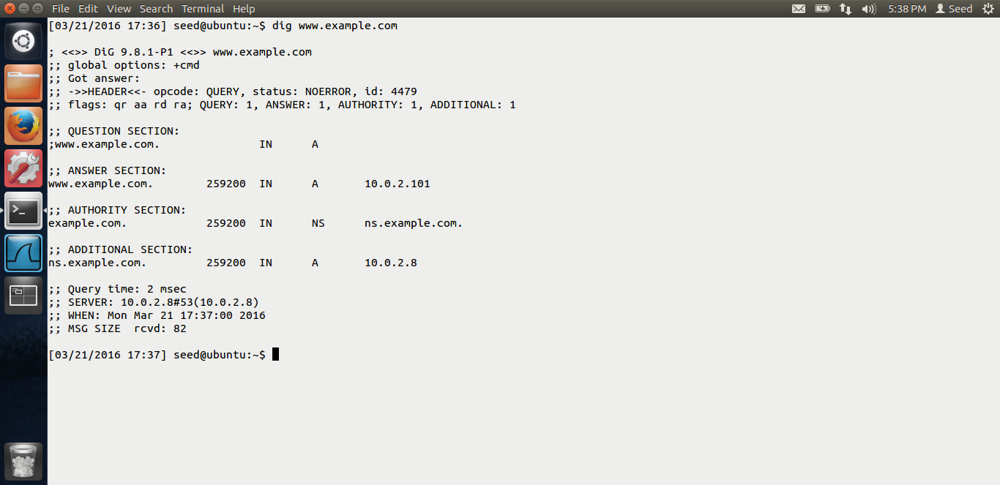 File Edit View Search Terminal Help 5:38 PM Seed
[03/21/2016 17:36] seed@ubuntu:~$ dig www.example.com
; <<>> DiG 9.8.1-P1 <<>> www.example.com
;; global options: +cmd
;; Got answer:
;; ->>HEADER<<- opcode: QUERY, status: NOERROR, id: 4479
;; flags: qr aa rd ra; QUERY: 1, ANSWER: 1, AUTHORITY: 1, ADDITIONAL: 1
;; QUESTION SECTION:
;www.example.com. IN A
;; ANSWER SECTION:
www.example.com. 259200 IN A 10.0.2.101
;; AUTHORITY SECTION:
example.com. 259200 IN NS ns.example.com.
;; ADDITIONAL SECTION:
ns.example.com. 259200 IN A 10.0.2.8
;; Query time: 2 msec
;; SERVER: 10.0.2.8#53(10.0.2.8)
;; WHEN: Mon Mar 21 17:37:00 2016
;; MSG SIZE rcvd: 82
[03/21/2016 17:37] seed@ubuntu:~$